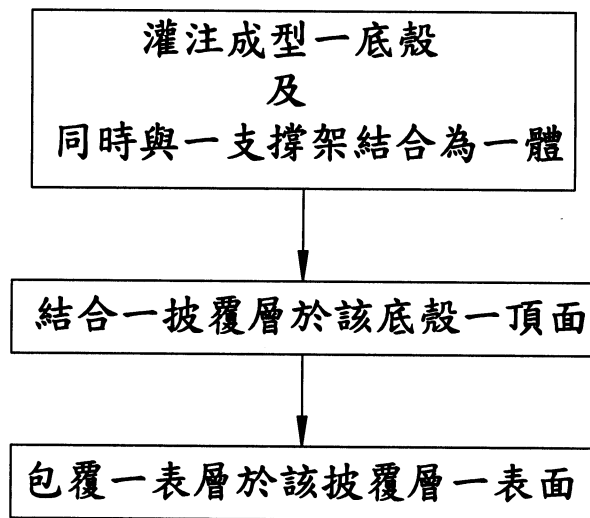 灌注成型一底殼
及
同時與一支撐架結合為一體
結合一披覆層於該底殼一頂面
包覆一表層於該披覆層一表面